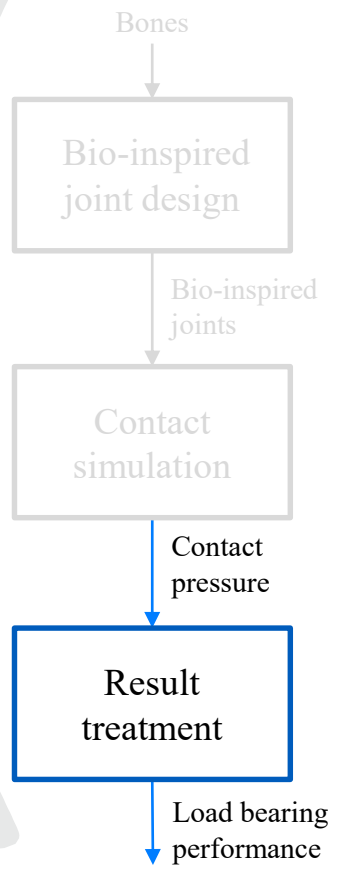 Bones
Bio-inspired
joint design
Bio-inspired
joints
Contact
simulation
Contact
pressure
Result
treatment
Load bearing
performance